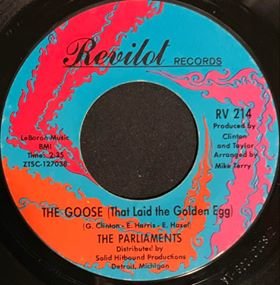 Revilot RECORDS
RV 214
Produced by
Clinton
and
Taylor
Arranged by
Mike Terry
LeBaron Music
BMI
Time: 2:35
ZTSC-127038
THE GOOSE (That Laid the Golden Egg)
(G. Clinton - E. Harris - E. Hazel)
THE PARLIAMENTS
Distributed by
Solid Hitbound Productions
Detroit, Michigan